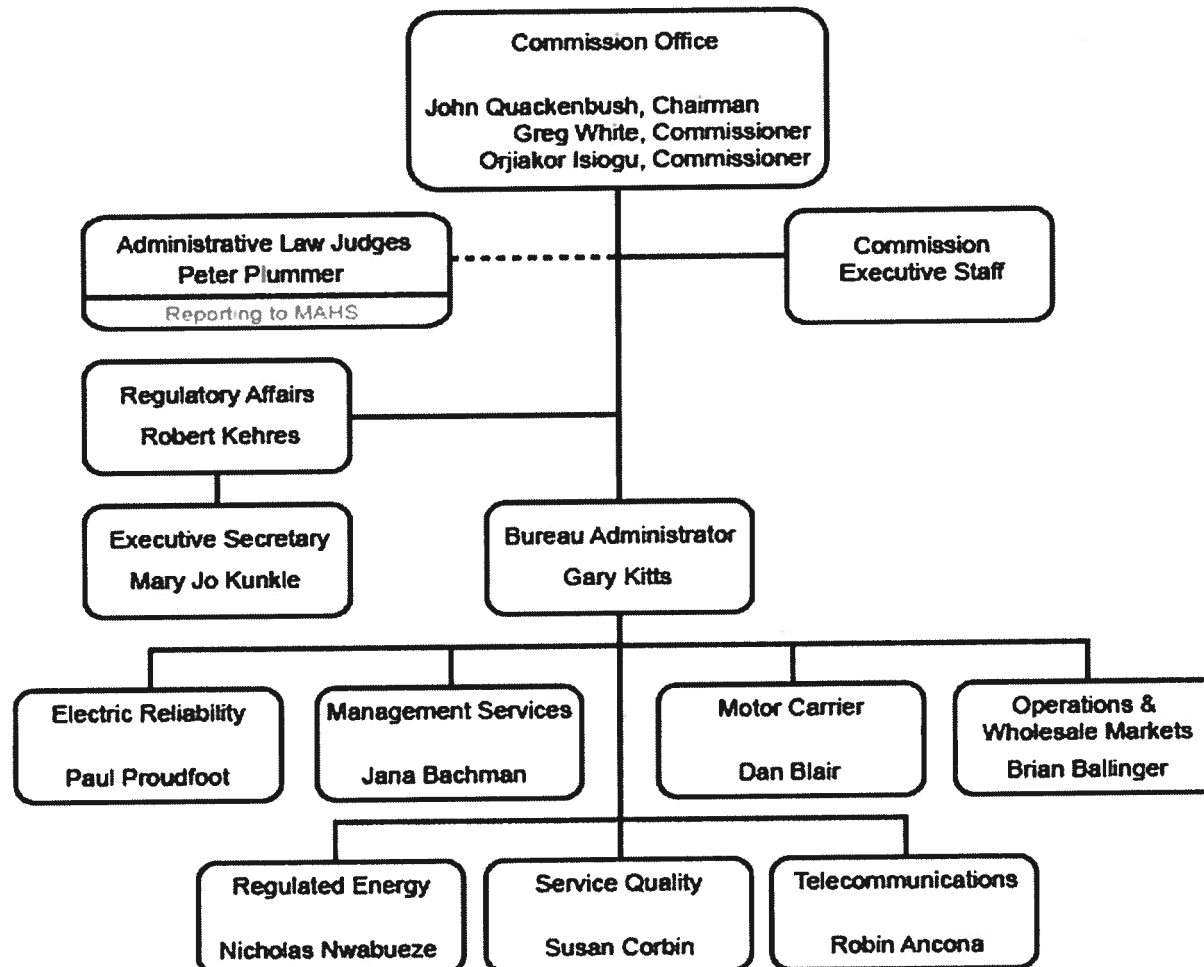 Commission Office
John Quackenbush, Chairman
Greg White, Commissioner
Orjiakor Isiogu, Commissioner
Administrative Law Judges
Peter Plummer
Reporting to MAHS
Commission
Executive Staff
Regulatory Affairs
Robert Kehres
Executive Secretary
Mary Jo Kunkle
Bureau Administrator
Gary Kitts
Electric Reliability
Paul Proudfoot
Management Services
Jana Bachman
Motor Carrier
Dan Blair
Operations &
Wholesale Markets
Brian Ballinger
Regulated Energy
Nicholas Nwabueze
Service Quality
Susan Corbin
Telecommunications
Robin Ancona